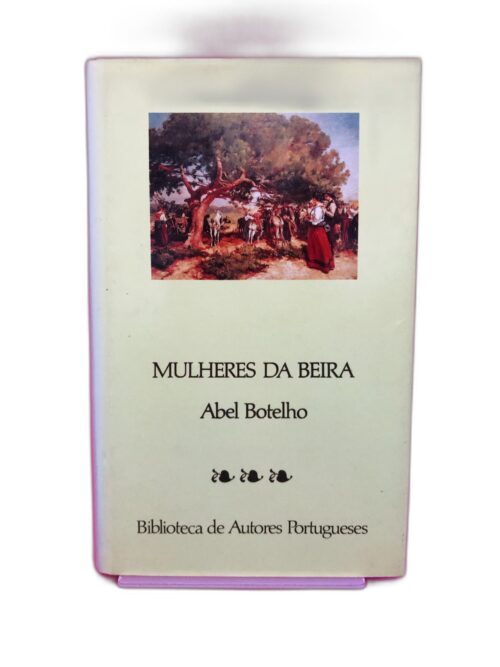 MULHERES DA BEIRA
Abel Botelho
Biblioteca de Autores Portugueses